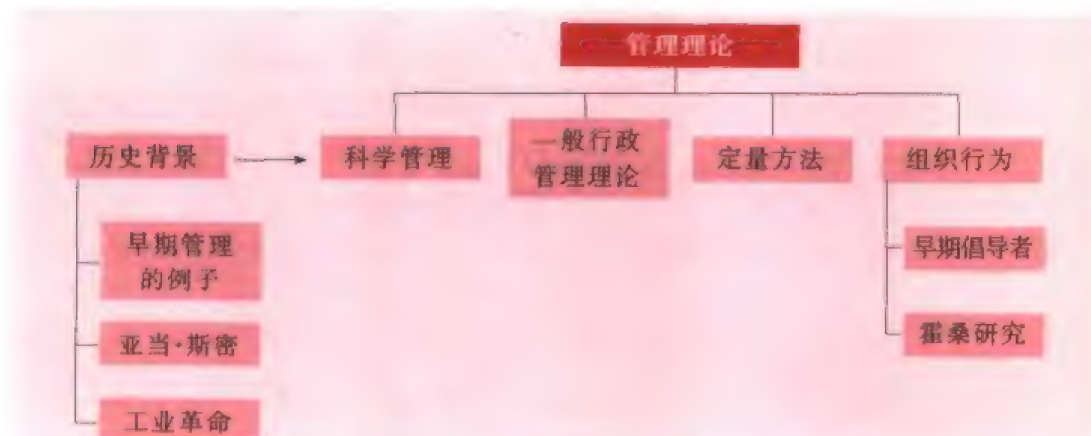 管理理论
历史背景
科学管理
一般行政
管理理论
定量方法
组织行为
早期管理
的例子
亚当·斯密
工业革命
早期倡导者
霍桑研究